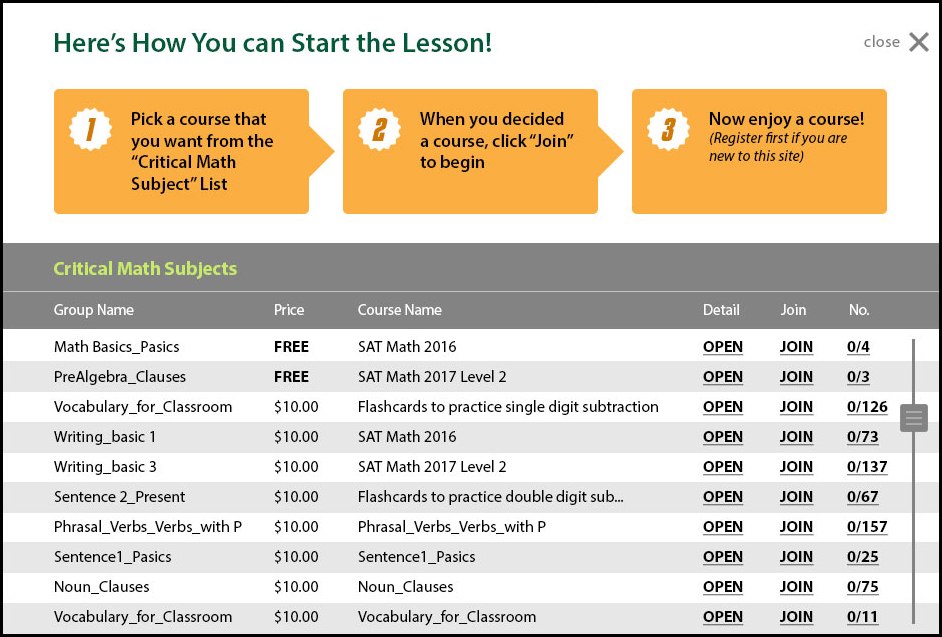 Here's How You can Start the Lesson!
close
1
Pick a course that
you want from the
“Critical Math
Subject” List
2
When you decided
a course, click “Join”
to begin
3
Now enjoy a course!
(Register first if you are
new to this site)
Critical Math Subjects
Group Name Price Course Name Detail Join No.
Math Basics_Pasics FREE SAT Math 2016 OPEN JOIN 0/4
PreAlgebra_Clauses FREE SAT Math 2017 Level 2 OPEN JOIN 0/3
Vocabulary_for_Classroom $10.00 Flashcards to practice single digit subtraction OPEN JOIN 0/126
Writing_basic 1 $10.00 SAT Math 2016 OPEN JOIN 0/73
Writing_basic 3 $10.00 SAT Math 2017 Level 2 OPEN JOIN 0/137
Sentence 2_Present $10.00 Flashcards to practice double digit sub... OPEN JOIN 0/67
Phrasal_Verbs_Verbs_with P $10.00 Phrasal_Verbs_Verbs_with P OPEN JOIN 0/157
Sentence1_Pasics $10.00 Sentence1_Pasics OPEN JOIN 0/25
Noun_Clauses $10.00 Noun_Clauses OPEN JOIN 0/75
Vocabulary_for_Classroom $10.00 Vocabulary_for_Classroom OPEN JOIN 0/11